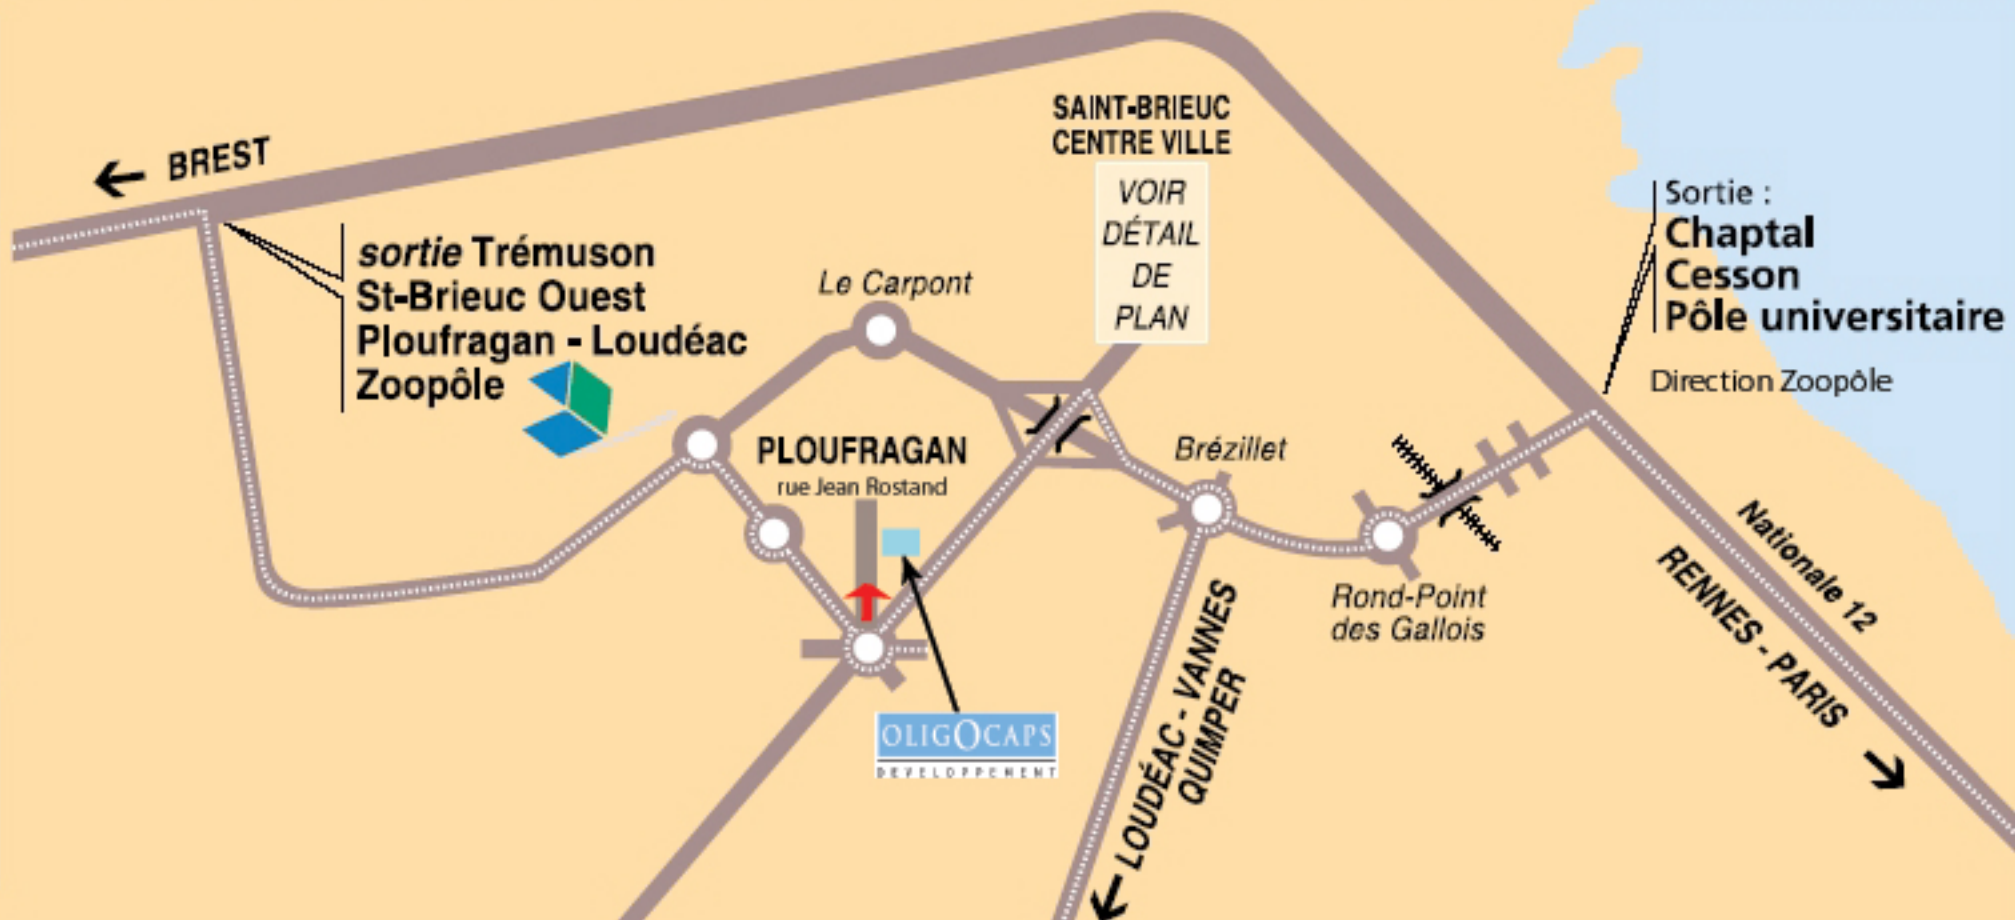 BREST
SAINT-BRIEUC
CENTRE VILLE
VOIR
DÉTAIL
DE
PLAN
sortie Trémuson
St-Brieuc Ouest
Ploufragan - Loudéac
Zoopôle
Le Carpont
Sortie :
Chaptal
Cesson
Pôle universitaire
Direction Zoopôle
PLOUFRAGAN
rue Jean Rostand
Brézillet
Rond-Point
des Gallois
Nationale 12
RENNES - PARIS
LOUDÉAC - VANNES
QUIMPER
OLIGOCAPS
DEVELOPPEMENT